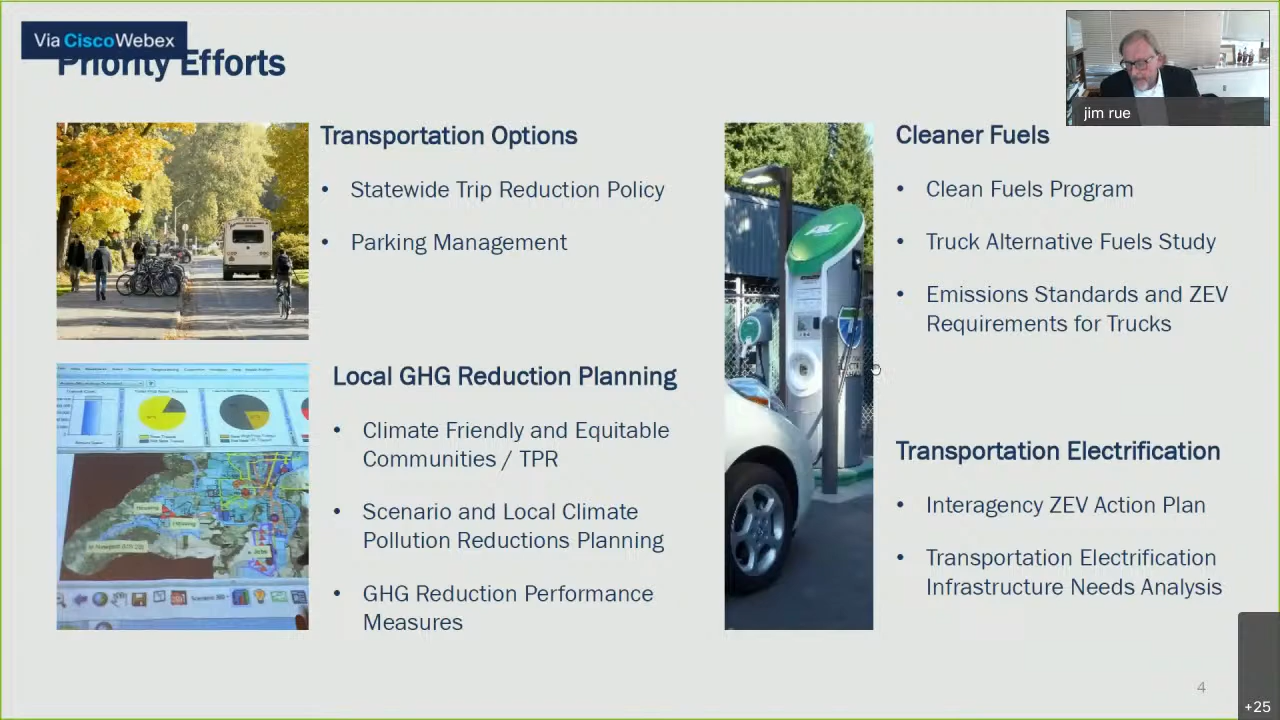 Via CiscoWebex
Priority Efforts
jim rue
Transportation Options
• Statewide Trip Reduction Policy
• Parking Management
Local GHG Reduction Planning
• Climate Friendly and Equitable
Communities / TPR
• Scenario and Local Climate
Pollution Reductions Planning
• GHG Reduction Performance
Measures
Cleaner Fuels
• Clean Fuels Program
• Truck Alternative Fuels Study
• Emissions Standards and ZEV
Requirements for Trucks
Transportation Electrification
• Interagency ZEV Action Plan
• Transportation Electrification
Infrastructure Needs Analysis
4
+25